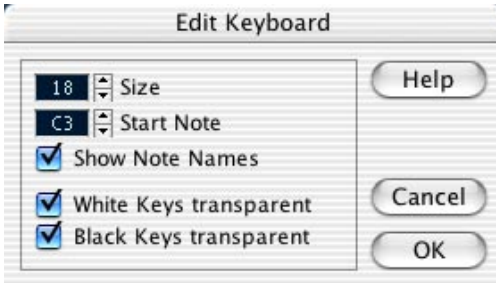 Edit Keyboard
18 Size
Help
C3 Start Note
Show Note Names
White Keys transparent
Cancel
Black Keys transparent
OK